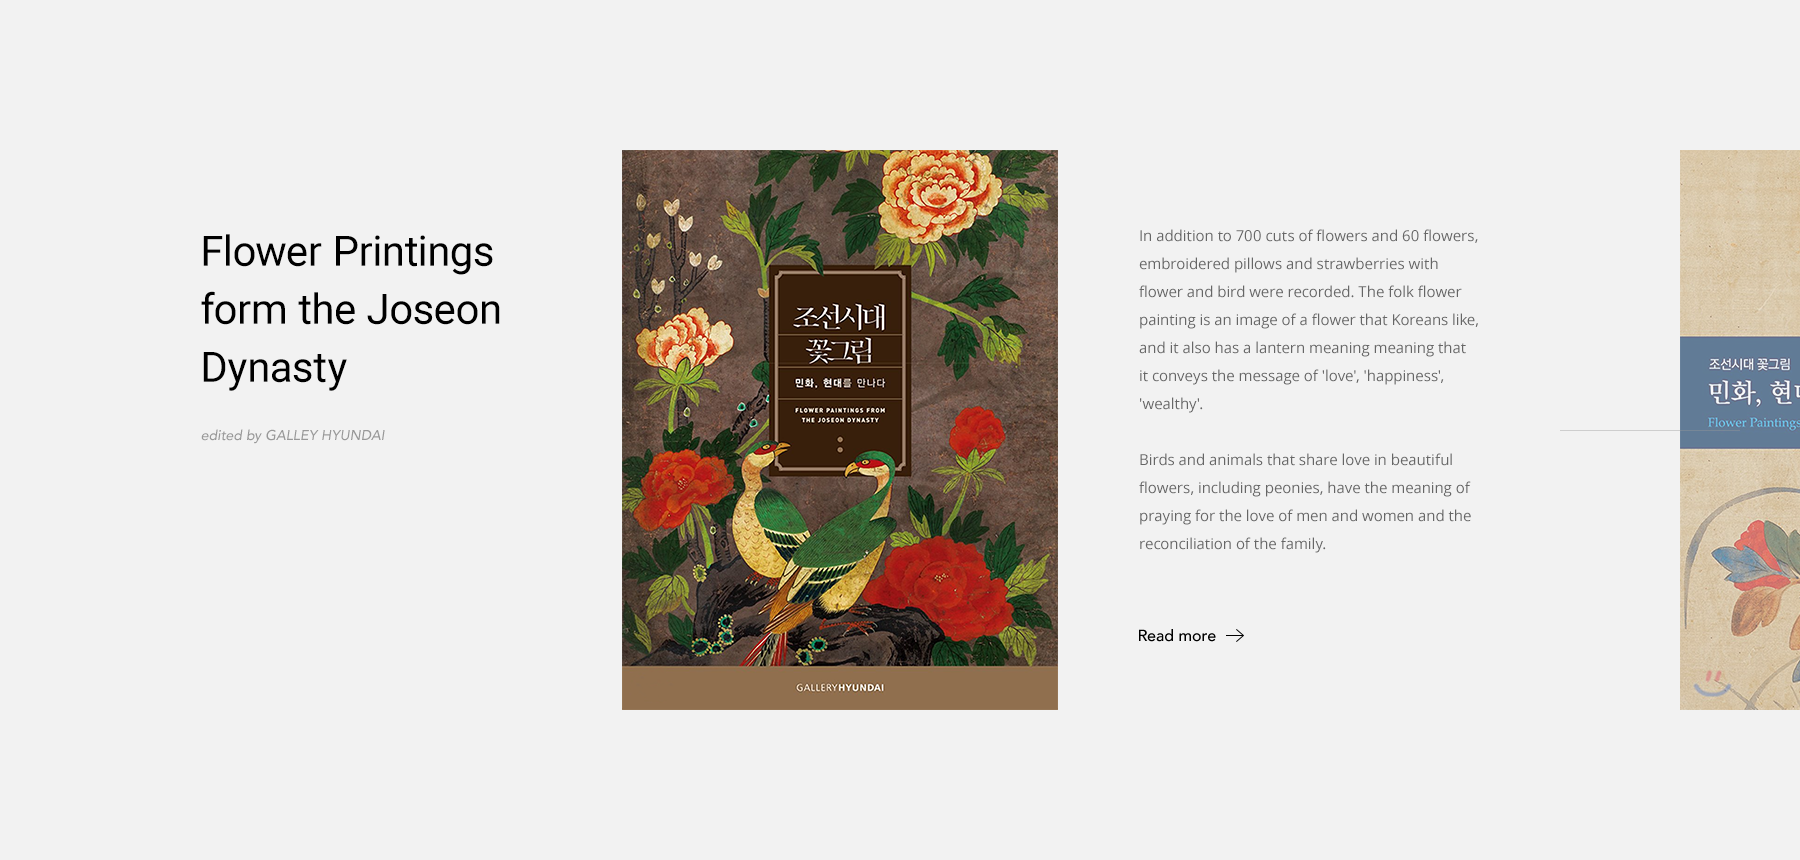 Flower Printings
form the Joseon
Dynasty
edited by GALLEY HYUNDAI
조선시대
꽃그림
민화, 현대를 만나다
FLOWER PAINTINGS FROM
THE JOSEON DYNASTY
GALLERYHYUNDAI
In addition to 700 cuts of flowers and 60 flowers,
embroidered pillows and strawberries with
flower and bird were recorded. The folk flower
painting is an image of a flower that Koreans like,
and it also has a lantern meaning meaning that
it conveys the message of 'love', 'happiness',
'wealthy'.
Birds and animals that share love in beautiful
flowers, including peonies, have the meaning of
praying for the love of men and women and the
reconciliation of the family.
Read more
조선시대 꽃그림
민화,
Flower Paintings